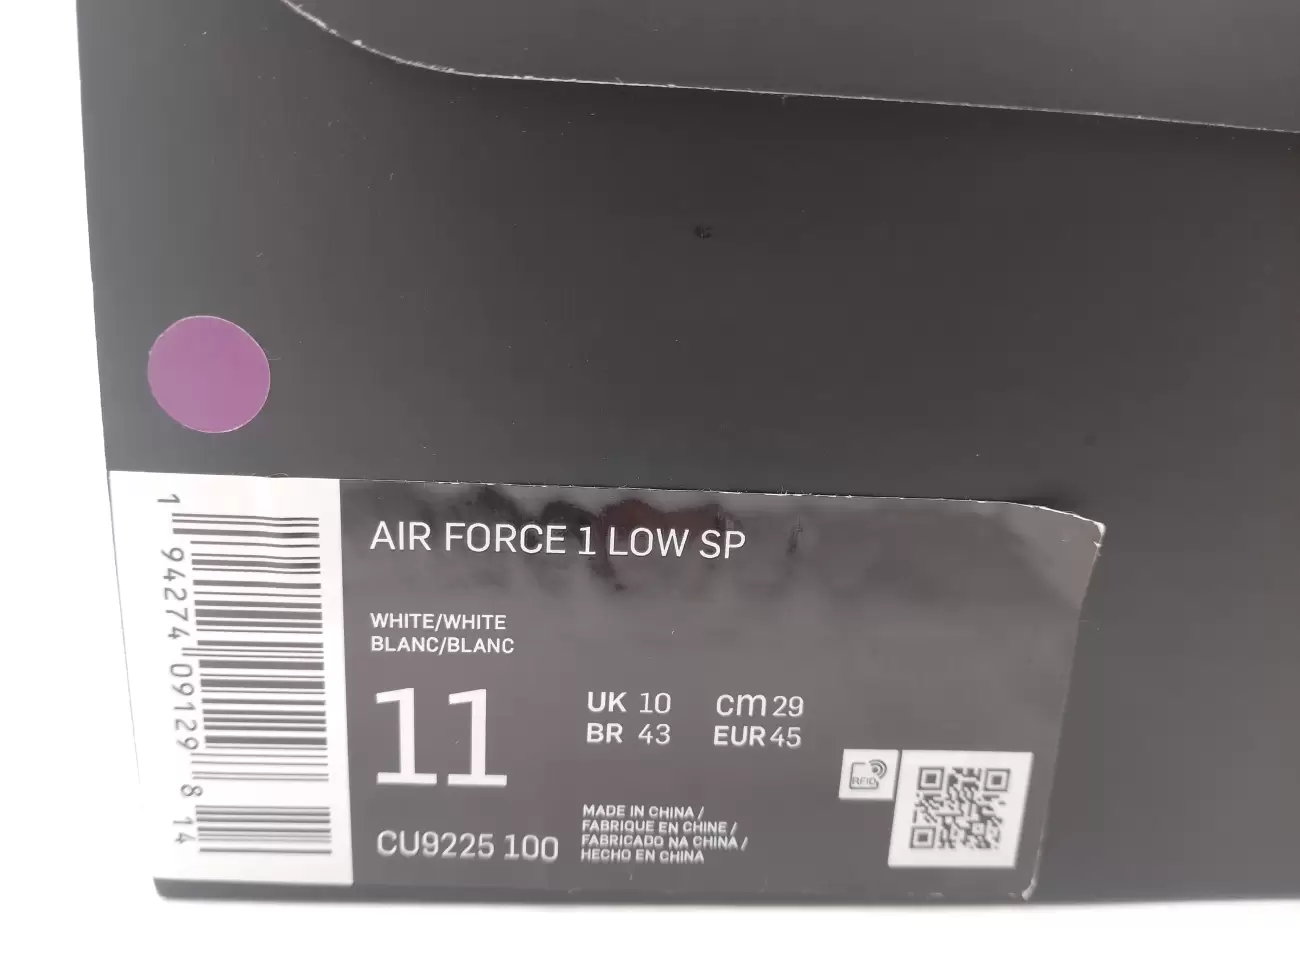 1 94274 09129 8 14
AIR FORCE 1 LOW SP
WHITE/WHITE
BLANC/BLANC
11
UK 10 cm 29
BR 43 EUR 45
RFID
CU9225 100
MADE IN CHINA /
FABRIQUE EN CHINE /
FABRICADO NA CHINA /
HECHO EN CHINA